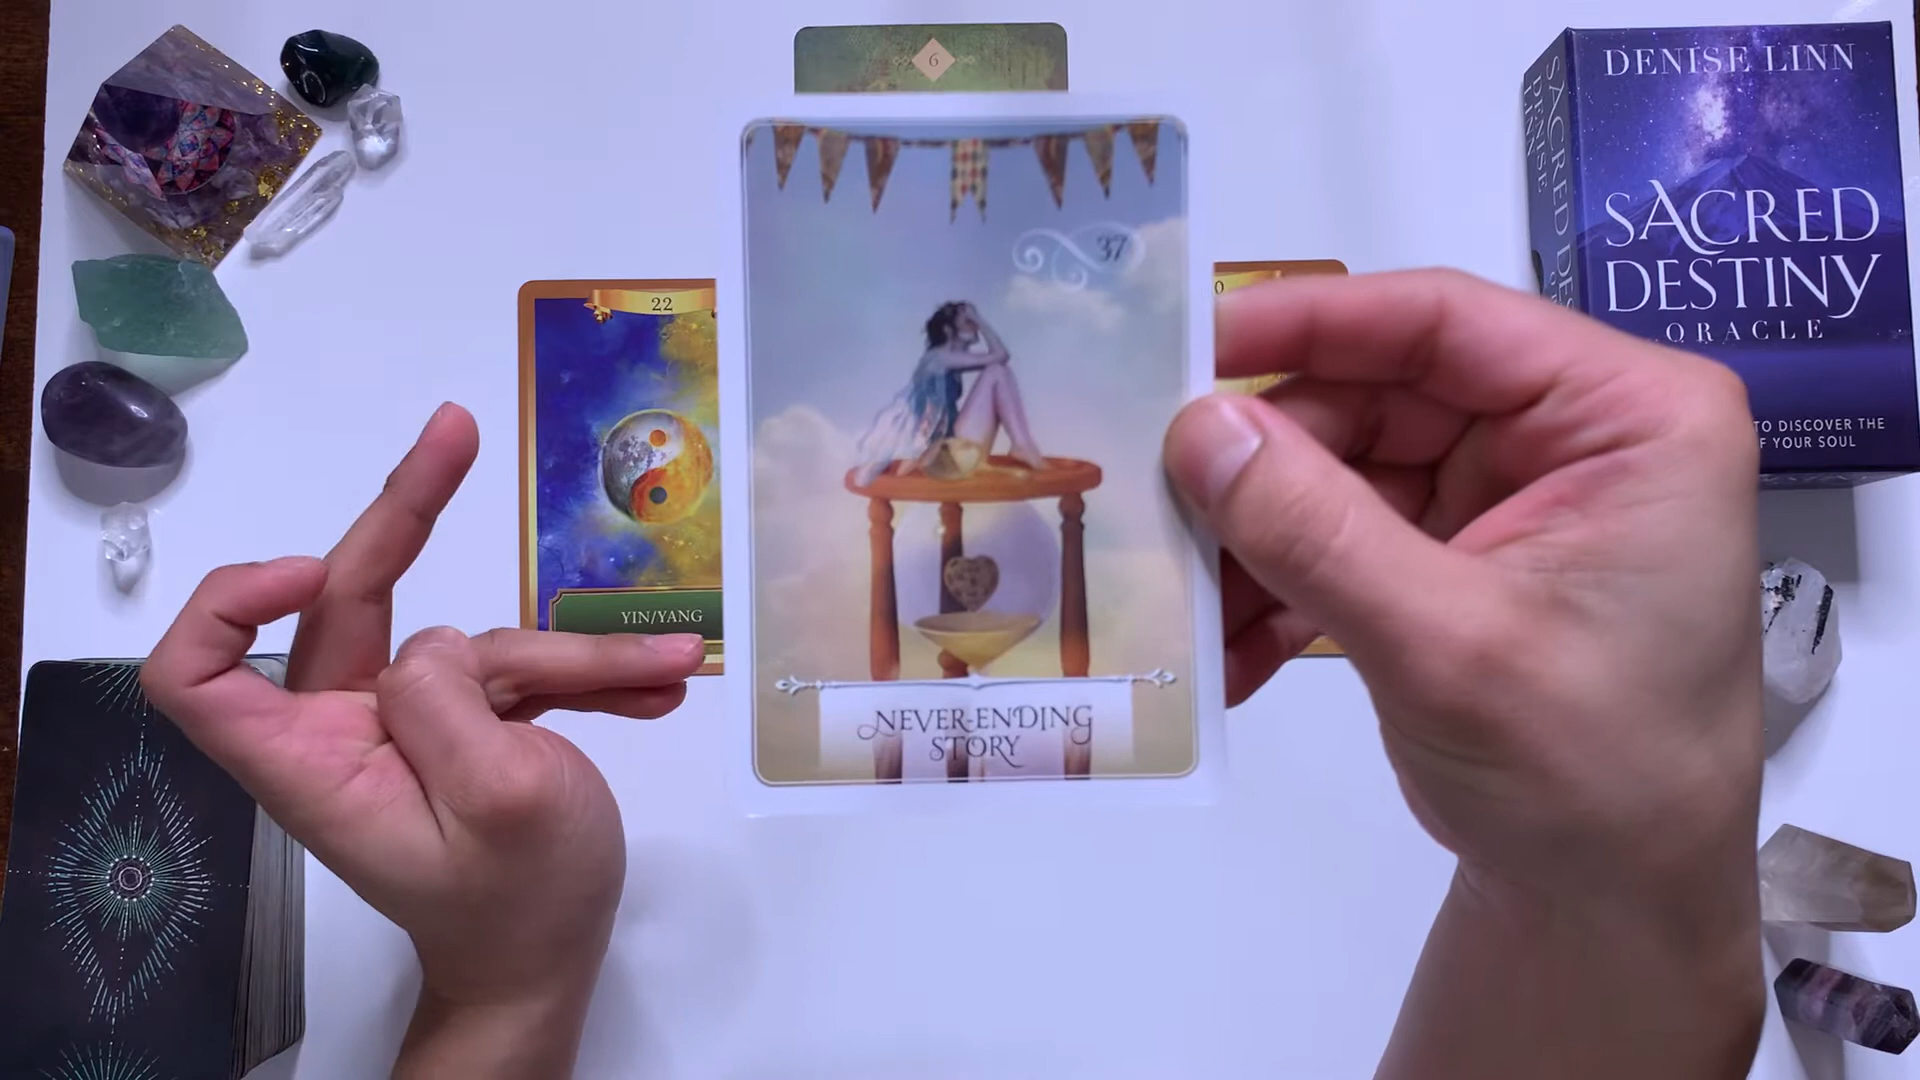 6
37
NEVER-ENDING
STORY
22
YIN/YANG
0
DENISE LINN
SACRED
DESTINY
ORACLE
TO DISCOVER THE
F YOUR SOUL
SACRED DES
DENISE LINN